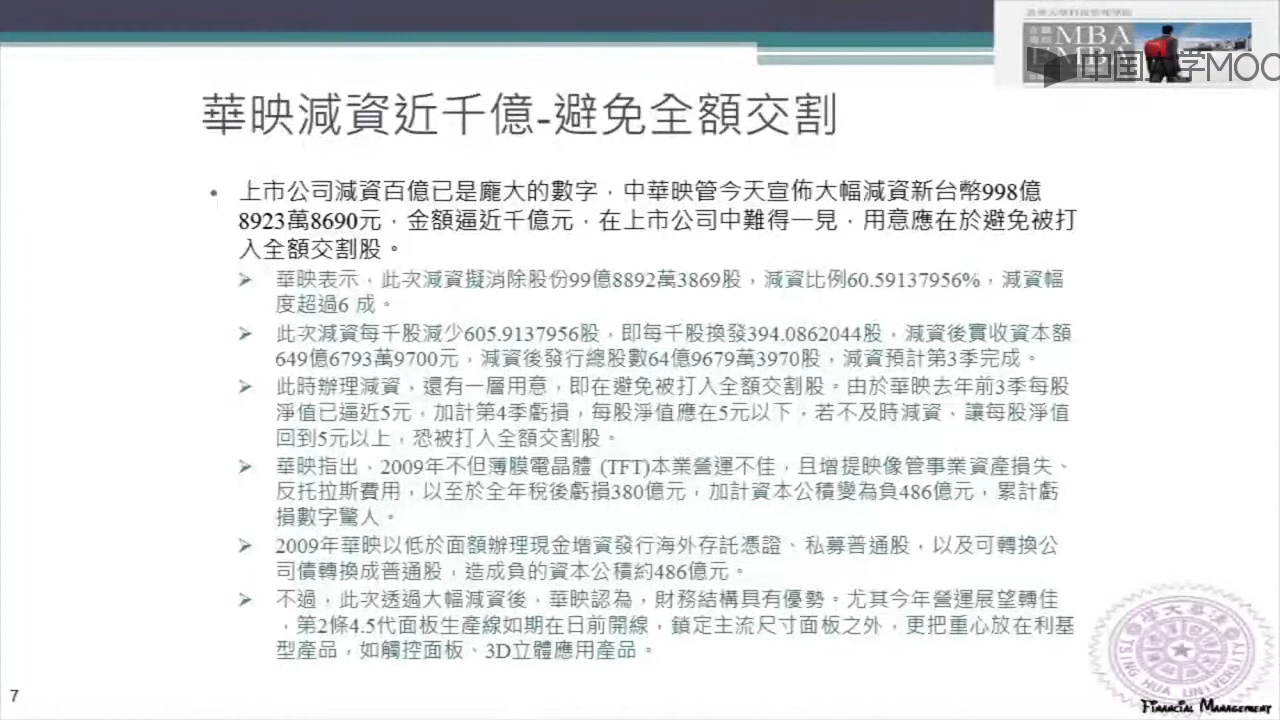 清華大學科技管理學院
MBA
EMBA
中国大学MOOC
華映減資近千億-避免全額交割
• 上市公司減資百億已是龐大的數字，中華映管今天宣佈大幅減資新台幣998億
8923萬8690元，金額逼近千億元，在上市公司中難得一見，用意應在於避免被打
入全額交割股。
➢ 華映表示，此次減資擬消除股份99億8892萬3869股，減資比例60.59137956%，減資幅
度超過6 成。
➢ 此次減資每千股減少605.9137956股，即每千股換發394.0862044股，減資後實收資本額
649億6793萬9700元，減資後發行總股數64億9679萬3970股，減資預計第3季完成。
➢ 此時辦理減資，還有一層用意，即在避免被打入全額交割股。由於華映去年前3季每股
淨值已逼近5元，加計第4季虧損，每股淨值應在5元以下，若不及時減資、讓每股淨值
回到5元以上，恐被打入全額交割股。
➢ 華映指出，2009年不但薄膜電晶體 (TFT)本業營運不佳，且增提映像管事業資產損失、
反托拉斯費用，以至於全年稅後虧損380億元，加計資本公積變為負486億元，累計虧
損數字驚人。
➢ 2009年華映以低於面額辦理現金增資發行海外存託憑證、私募普通股，以及可轉換公
司債轉換成普通股，造成負的資本公積約486億元。
➢ 不過，此次透過大幅減資後，華映認為，財務結構具有優勢。尤其今年營運展望轉佳
，第2條4.5代面板生產線如期在日前開線，鎖定主流尺寸面板之外，更把重心放在利基
型產品，如觸控面板、3D立體應用產品。
TSING HUA UNIVERSITY
FINANCIAL MANAGEMENT
7